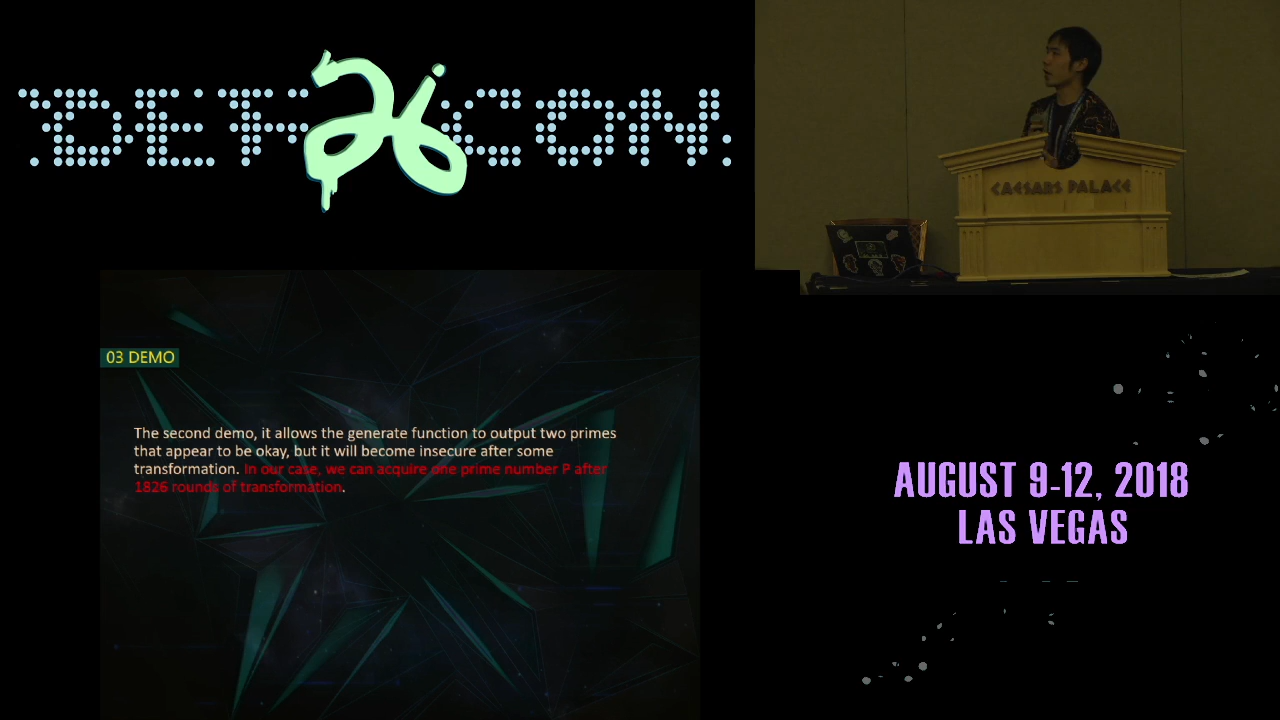 DEF 26 CON
CAESARS PALACE
03 DEMO
The second demo, it allows the generate function to output two primes
that appear to be okay, but it will become insecure after some
transformation. In our case, we can acquire one prime number P after
1826 rounds of transformation.
AUGUST 9-12, 2018
LAS VEGAS